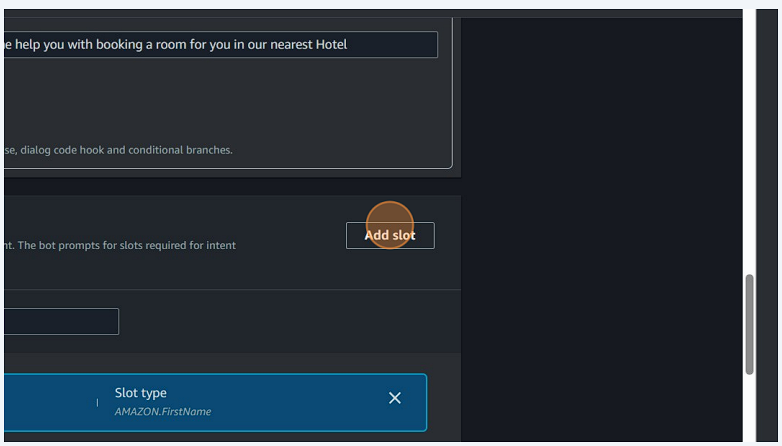 help you with booking a room for you in our nearest Hotel
se, dialog code hook and conditional branches.
Add slot
nt. The bot prompts for slots required for intent
Slot type
AMAZON.FirstName